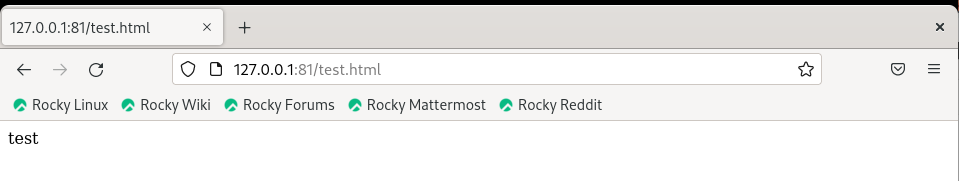 127.0.0.1:81/test.html
127.0.0.1:81/test.html
Rocky Linux Rocky Wiki Rocky Forums Rocky Mattermost Rocky Reddit
test